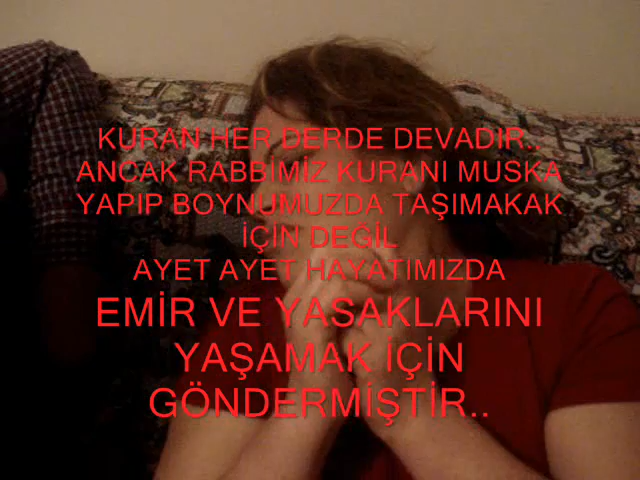 KURAN HER DERDE DEVADIR..
ANCAK RABBİMİZ KURANI MUSKA
YAPIP BOYNUMUZDA TAŞIMAKAK
İÇİN DEĞİL
AYET AYET HAYATIMIZDA
EMİR VE YASAKLARINI
YAŞAMAK İÇİN
GÖNDERMİŞTİR..